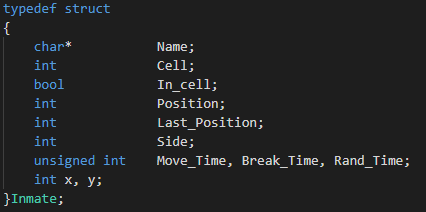 typedef struct
{
    char*           Name;
    int             Cell;
    bool            In_cell;
    int             Position;
    int             Last_Position;
    int             Side;
    unsigned int    Move_Time, Break_Time, Rand_Time;
    int x, y;
}Inmate;